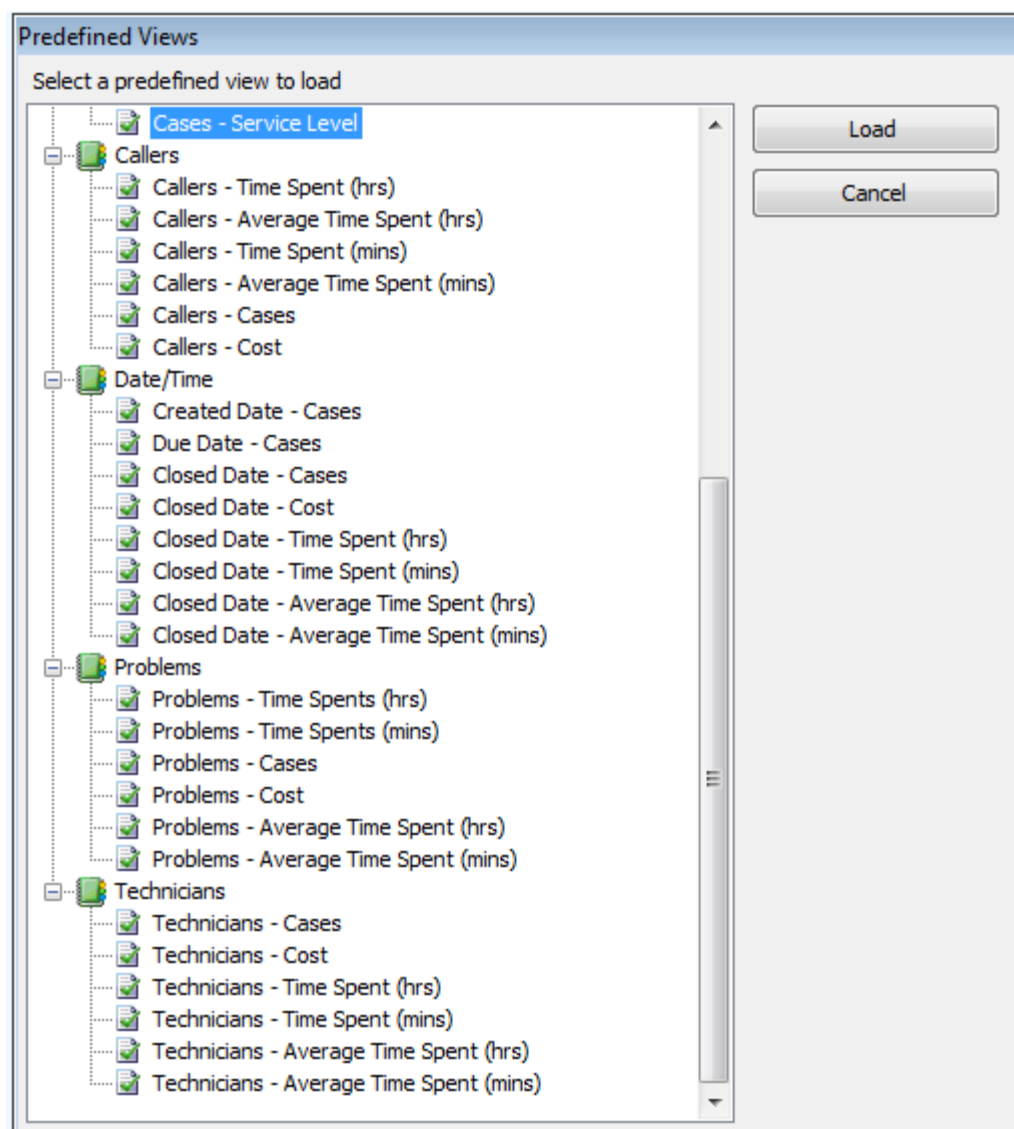 Predefined Views
Select a predefined view to load
Cases - Service Level
Load
Callers
Callers - Time Spent (hrs)
Cancel
Callers - Average Time Spent (hrs)
Callers - Time Spent (mins)
Callers - Average Time Spent (mins)
Callers - Cases
Callers - Cost
Date/Time
Created Date - Cases
Due Date - Cases
Closed Date - Cases
Closed Date - Cost
Closed Date - Time Spent (hrs)
Closed Date - Time Spent (mins)
Closed Date - Average Time Spent (hrs)
Closed Date - Average Time Spent (mins)
Problems
Problems - Time Spents (hrs)
Problems - Time Spents (mins)
Problems - Cases
Problems - Cost
Problems - Average Time Spent (hrs)
Problems - Average Time Spent (mins)
Technicians
Technicians - Cases
Technicians - Cost
Technicians - Time Spent (hrs)
Technicians - Time Spent (mins)
Technicians - Average Time Spent (hrs)
Technicians - Average Time Spent (mins)